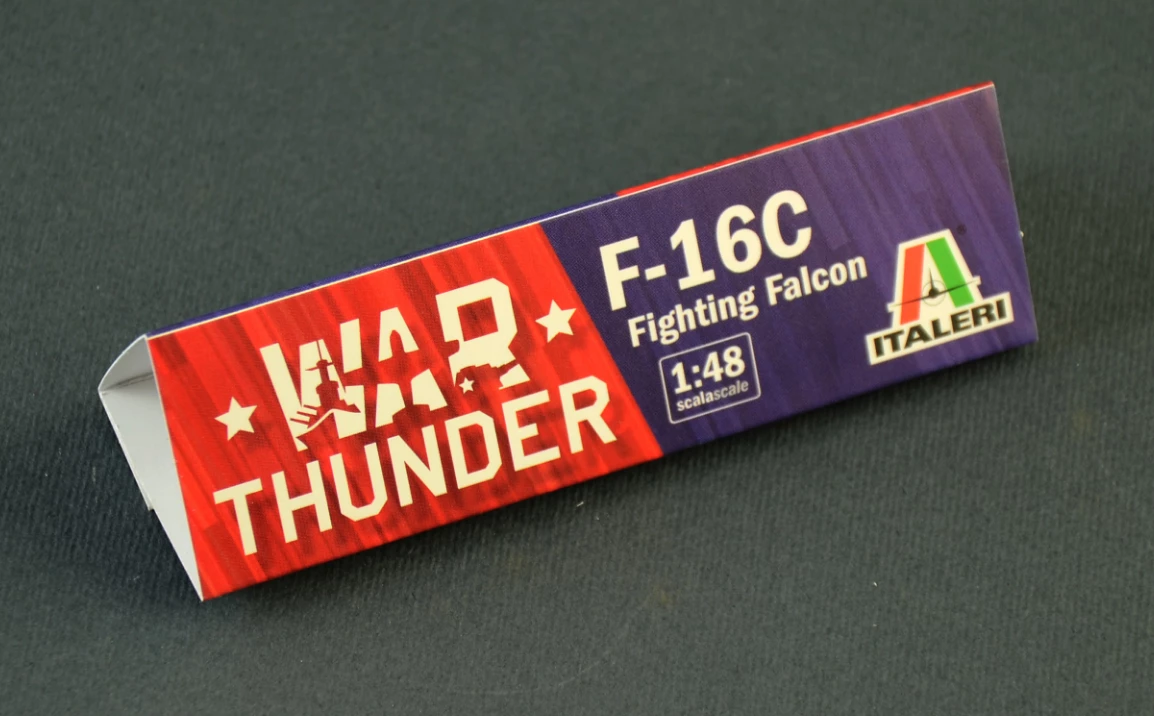 WAR
THUNDER
F-16C
Fighting Falcon
1:48
scalascale
ITALERI